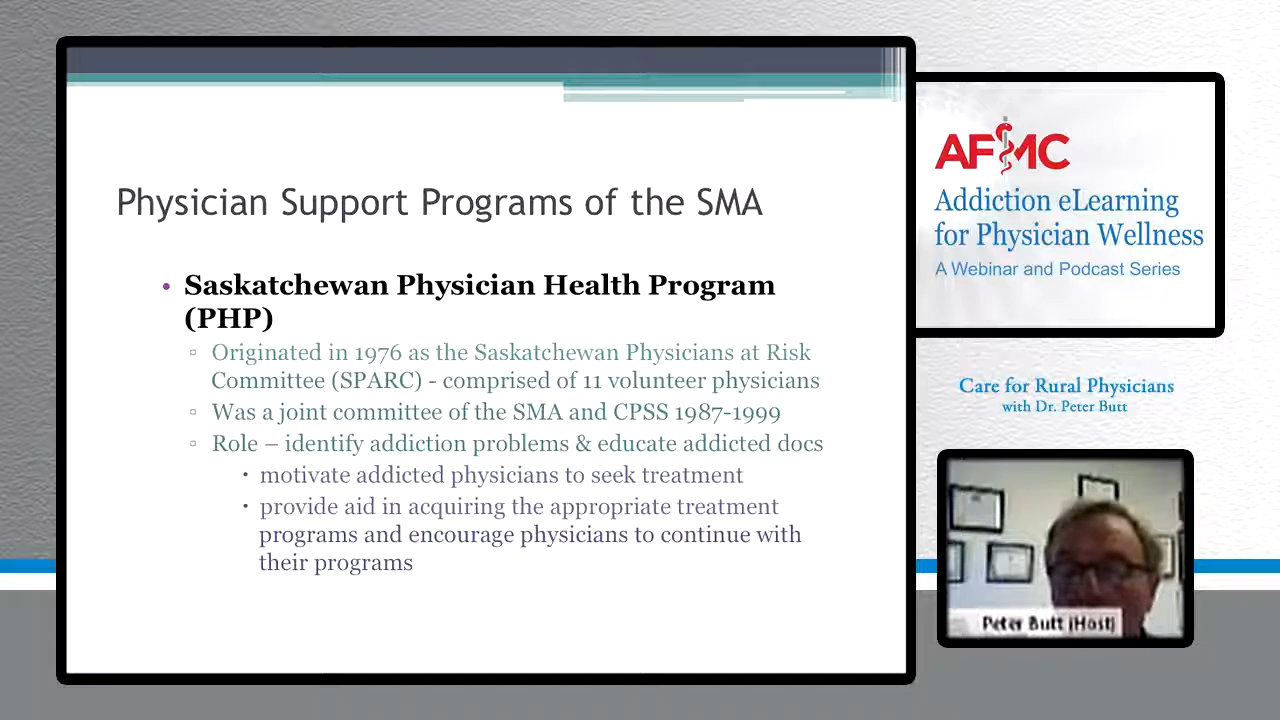 Physician Support Programs of the SMA
• Saskatchewan Physician Health Program
(PHP)
▫ Originated in 1976 as the Saskatchewan Physicians at Risk
Committee (SPARC) - comprised of 11 volunteer physicians
▫ Was a joint committee of the SMA and CPSS 1987-1999
▫ Role – identify addiction problems & educate addicted docs
• motivate addicted physicians to seek treatment
• provide aid in acquiring the appropriate treatment
programs and encourage physicians to continue with
their programs
AFMC
Addiction eLearning
for Physician Wellness
A Webinar and Podcast Series
Care for Rural Physicians
with Dr. Peter Butt
Peter Butt (Host)